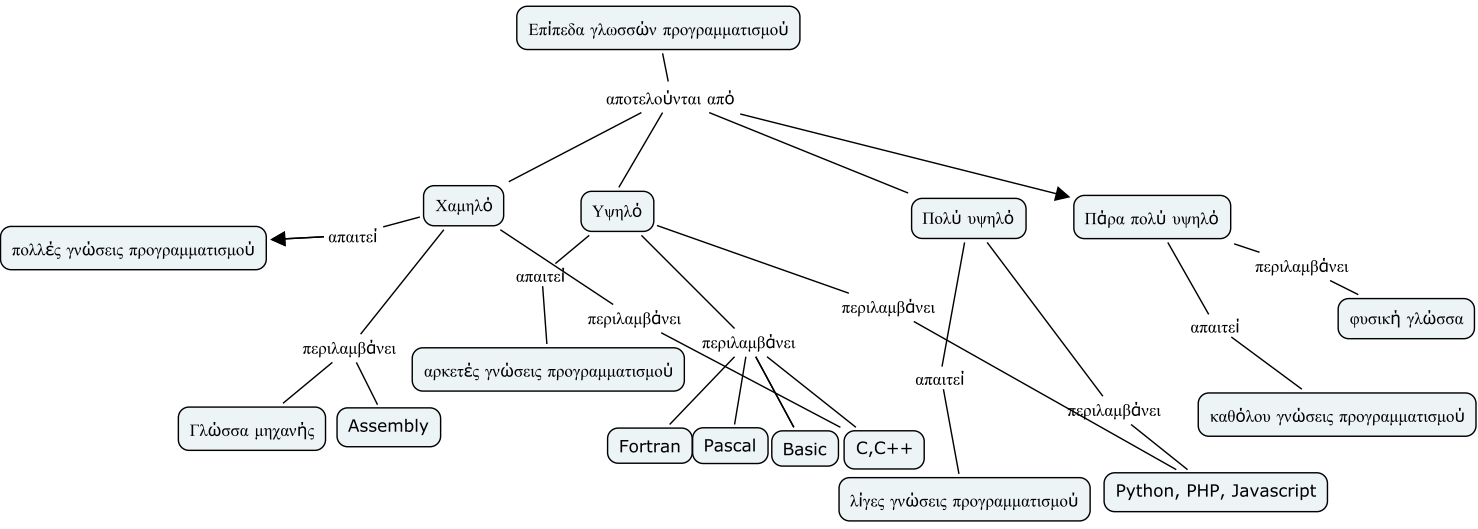 Επίπεδα γλωσσών προγραμματισμού
αποτελούνται από
Χαμηλό
Υψηλό
Πολύ υψηλό
Πάρα πολύ υψηλό
απαιτεί
πολλές γνώσεις προγραμματισμού
απαιτεί
περιλαμβάνει
φυσική γλώσσα
περιλαμβάνει
περιλαμβάνει
απαιτεί
περιλαμβάνει
περιλαμβάνει
αρκετές γνώσεις προγραμματισμού
απαιτεί
περιλαμβάνει
καθόλου γνώσεις προγραμματισμού
Γλώσσα μηχανής
Assembly
Fortran
Pascal
Basic
C,C++
λίγες γνώσεις προγραμματισμού
Python, PHP, Javascript